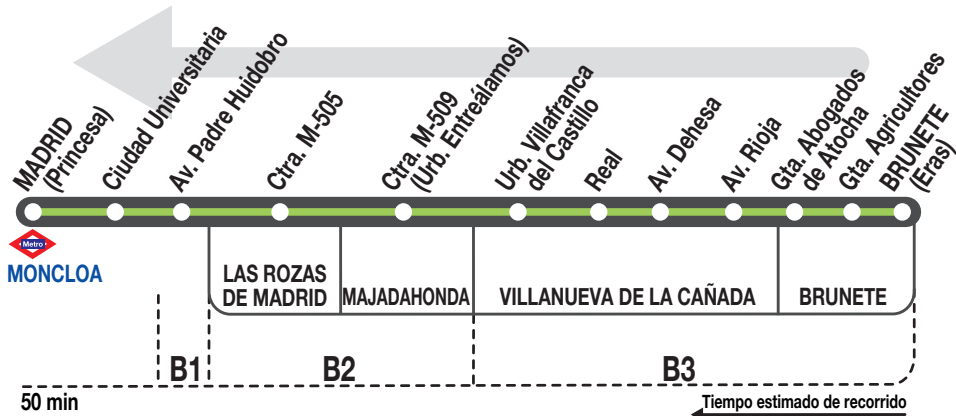 MADRID
(Princesa)
Ciudad Universitaria
Av. Padre Huidobro
Ctra. M-505
Ctra. M-509
(Urb. Entreálamos)
Urb. Villafranca
del Castillo
Real
Av. Dehesa
Av. Rioja
Gta. Abogados
de Atocha
Gta. Agricultores
BRUNETE
(Eras)
Metro
MONCLOA
LAS ROZAS
DE MADRID
MAJADAHONDA
VILLANUEVA DE LA CAÑADA
BRUNETE
B1
B2
B3
50 min
Tiempo estimado de recorrido